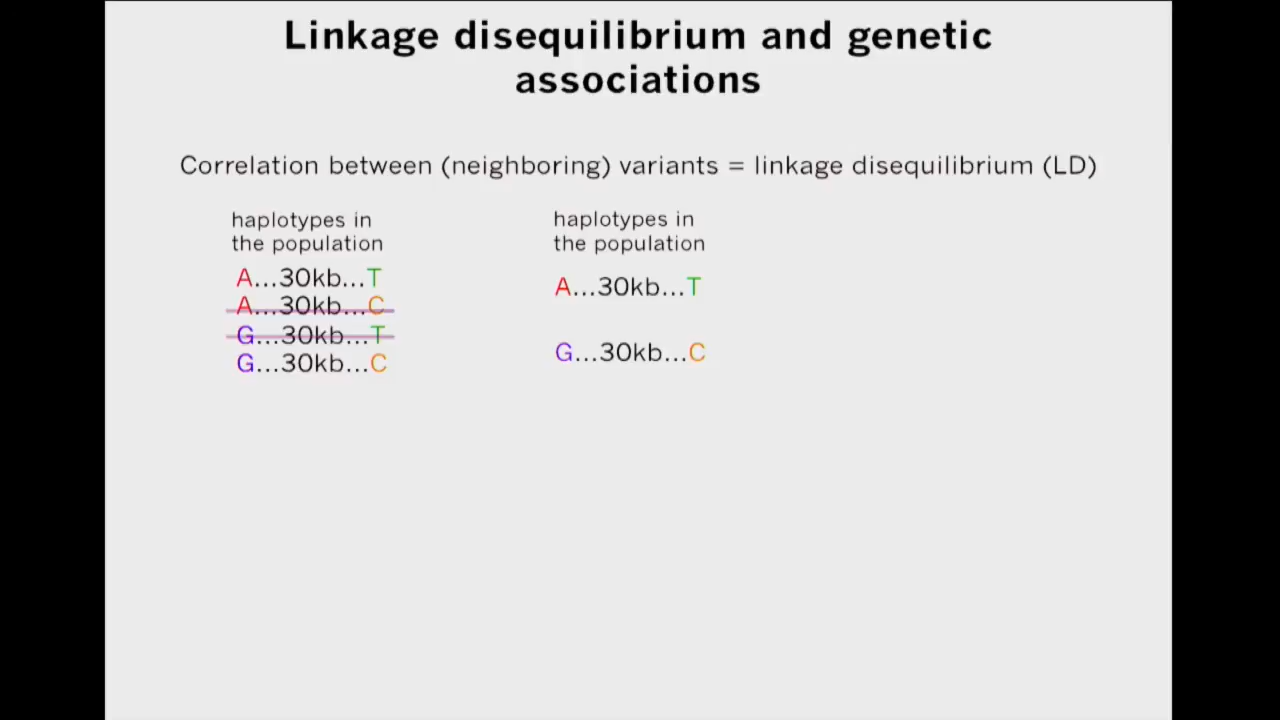 Linkage disequilibrium and genetic
associations
Correlation between (neighboring) variants = linkage disequilibrium (LD)
haplotypes in
the population
A...30kb...T
A...30kb...C
G...30kb...T
G...30kb...C
haplotypes in
the population
A...30kb...T
G...30kb...C